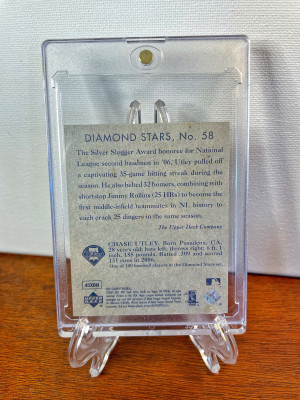 DIAMOND STARS, No. 58
The Silver Slugger Award honoree for National
League second basemen in '06, Utley pulled off
a captivating 35-game hitting streak during the
season. He also belted 32 homers, combining with
shortstop Jimmy Rollins (25 HRs) to become the
first middle-infield teammates in NL history to
each crack 25 dingers in the same season.
The Upper Deck Company
CHASE UTLEY. Born Pasadena, CA,
28 years old, bats left, throws right; 6 ft.,
185 pounds. Batted .309 and scored
131 runs in 2006.
One of 100 baseball players in the Diamond Stars set.